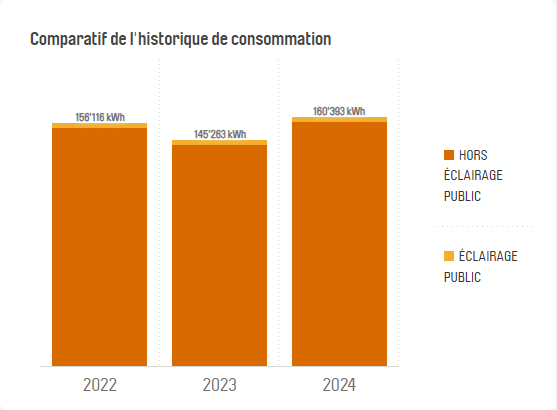 Comparatif de l'historique de consommation
156'116 kWh
145'263 kWh
160'393 kWh
HORS
ÉCLAIRAGE
PUBLIC
ÉCLAIRAGE
PUBLIC
2022
2023
2024